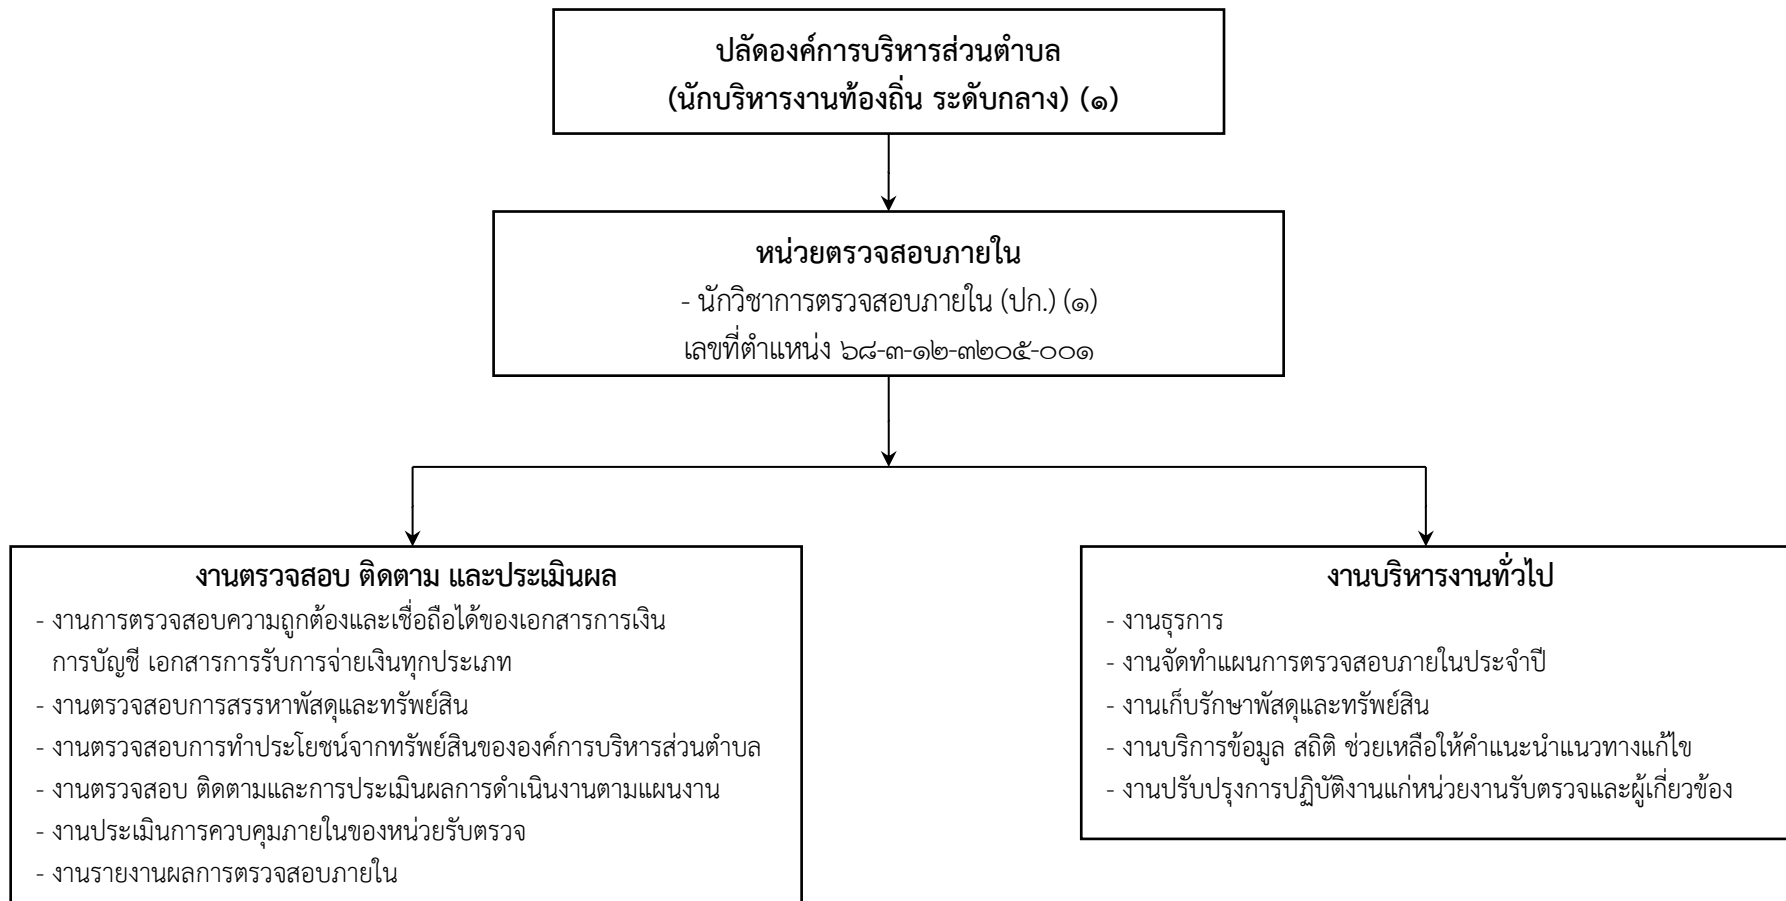 ปลัดองค์การบริหารส่วนตำบล
(นักบริหารงานท้องถิ่น ระดับกลาง) (๑)
หน่วยตรวจสอบภายใน
- นักวิชาการตรวจสอบภายใน (ปก.) (๑)
เลขที่ตำแหน่ง ๖๘-๓-๑๒-๓๒๐๕-๐๐๑
งานตรวจสอบ ติดตาม และประเมินผล
- งานการตรวจสอบความถูกต้องและเชื่อถือได้ของเอกสารการเงิน
การบัญชี เอกสารการรับการจ่ายเงินทุกประเภท
- งานตรวจสอบการสรรหาพัสดุและทรัพย์สิน
- งานตรวจสอบการทำประโยชน์จากทรัพย์สินขององค์การบริหารส่วนตำบล
- งานตรวจสอบ ติดตามและการประเมินผลการดำเนินงานตามแผนงาน
- งานประเมินการควบคุมภายในของหน่วยรับตรวจ
- งานรายงานผลการตรวจสอบภายใน
งานบริหารงานทั่วไป
- งานธุรการ
- งานจัดทำแผนการตรวจสอบภายในประจำปี
- งานเก็บรักษาพัสดุและทรัพย์สิน
- งานบริการข้อมูล สถิติ ช่วยเหลือให้คำแนะนำแนวทางแก้ไข
- งานปรับปรุงการปฏิบัติงานแก่หน่วยงานรับตรวจและผู้เกี่ยวข้อง